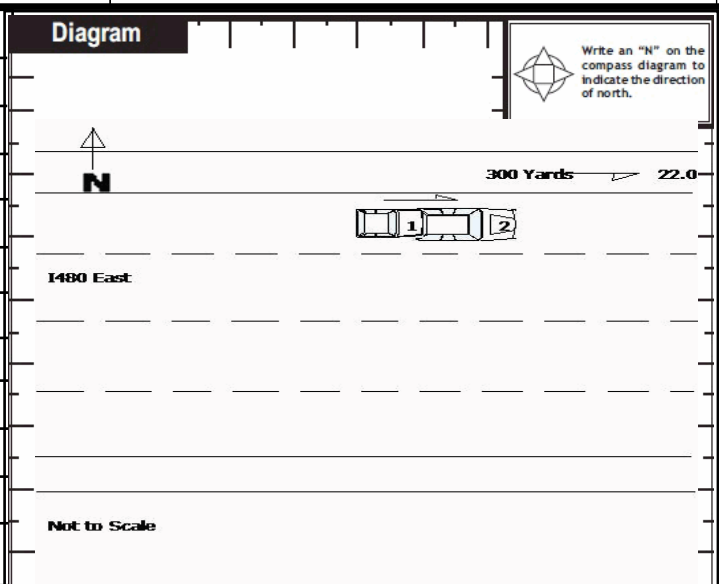 Diagram
Write an “N” on the
compass diagram to
indicate the direction
of north.
N
300 Yards 22.0
1 2
I480 East
Not to Scale